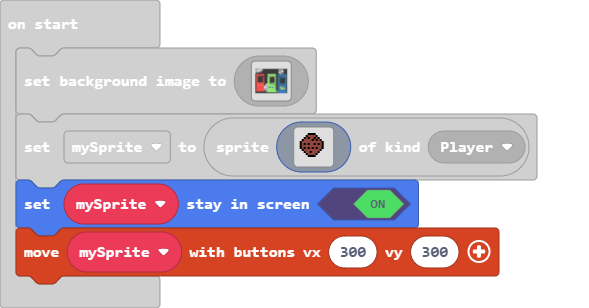 on start
set background image to
set mySprite to sprite of kind Player
set mySprite stay in screen ON
move mySprite with buttons vx 300 vy 300